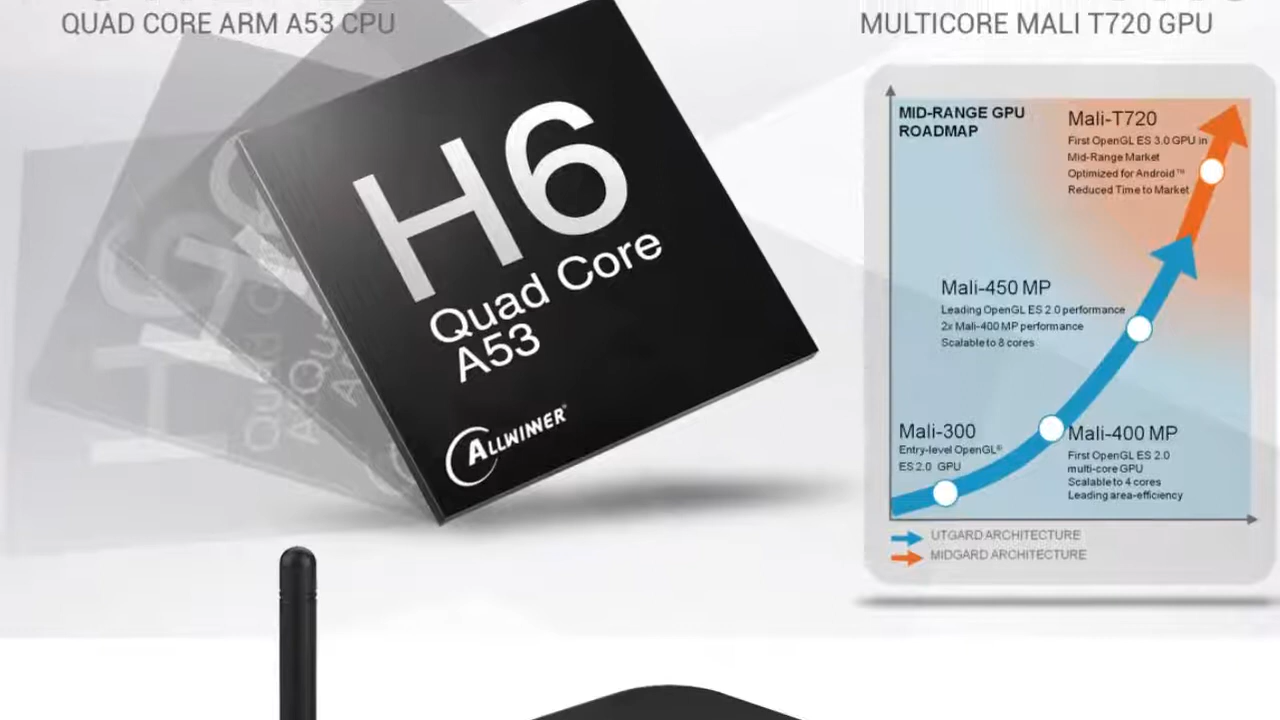 QUAD CORE ARM A53 CPU
MULTICORE MALI T720 GPU
H6
Quad Core
A53
ALLWINNER
MID-RANGE GPU
ROADMAP
Mali-T720
First OpenGL ES 3.0 GPU in
Mid-Range Market
Optimized for Android™
Reduced Time to Market
Mali-450 MP
Leading OpenGL ES 2.0 performance
2x Mali-400 MP performance
Scalable to 8 cores
Mali-300
Entry-level OpenGL®
ES 2.0 GPU
Mali-400 MP
First OpenGL ES 2.0
multi-core GPU
Scalable to 4 cores
Leading area-efficiency
UTGARD ARCHITECTURE
MIDGARD ARCHITECTURE